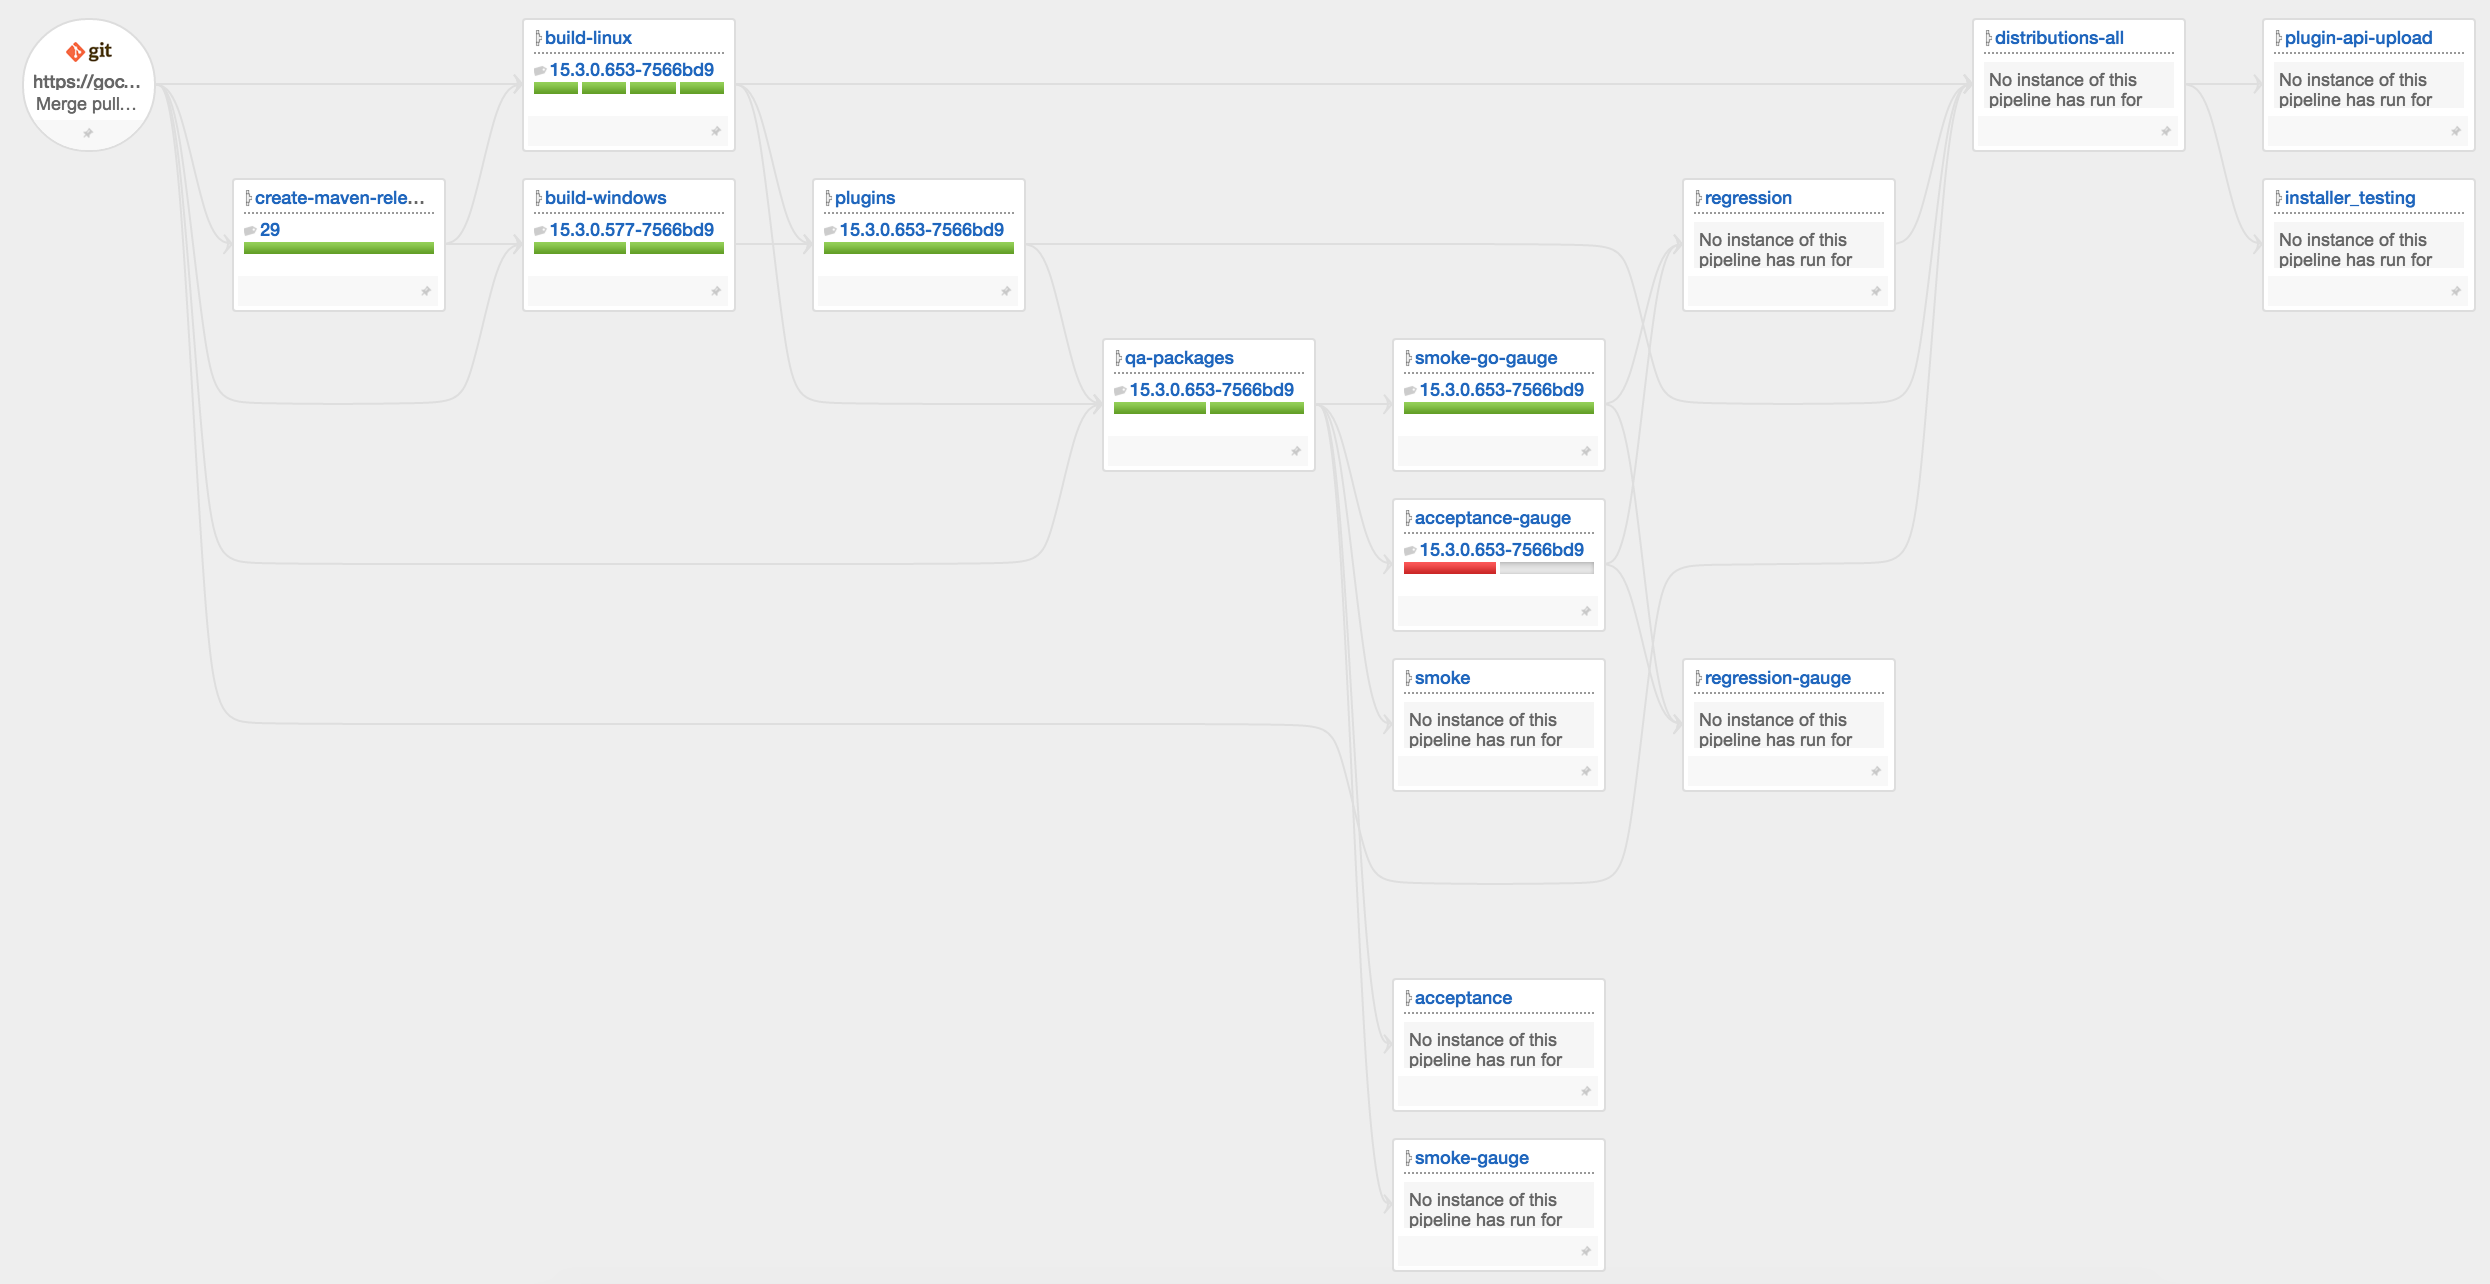 git
https://goc...
Merge pull...
build-linux
15.3.0.653-7566bd9
distributions-all
No instance of this
pipeline has run for
plugin-api-upload
No instance of this
pipeline has run for
create-maven-rele...
29
build-windows
15.3.0.577-7566bd9
plugins
15.3.0.653-7566bd9
regression
No instance of this
pipeline has run for
installer_testing
No instance of this
pipeline has run for
qa-packages
15.3.0.653-7566bd9
smoke-go-gauge
15.3.0.653-7566bd9
acceptance-gauge
15.3.0.653-7566bd9
smoke
No instance of this
pipeline has run for
regression-gauge
No instance of this
pipeline has run for
acceptance
No instance of this
pipeline has run for
smoke-gauge
No instance of this
pipeline has run for